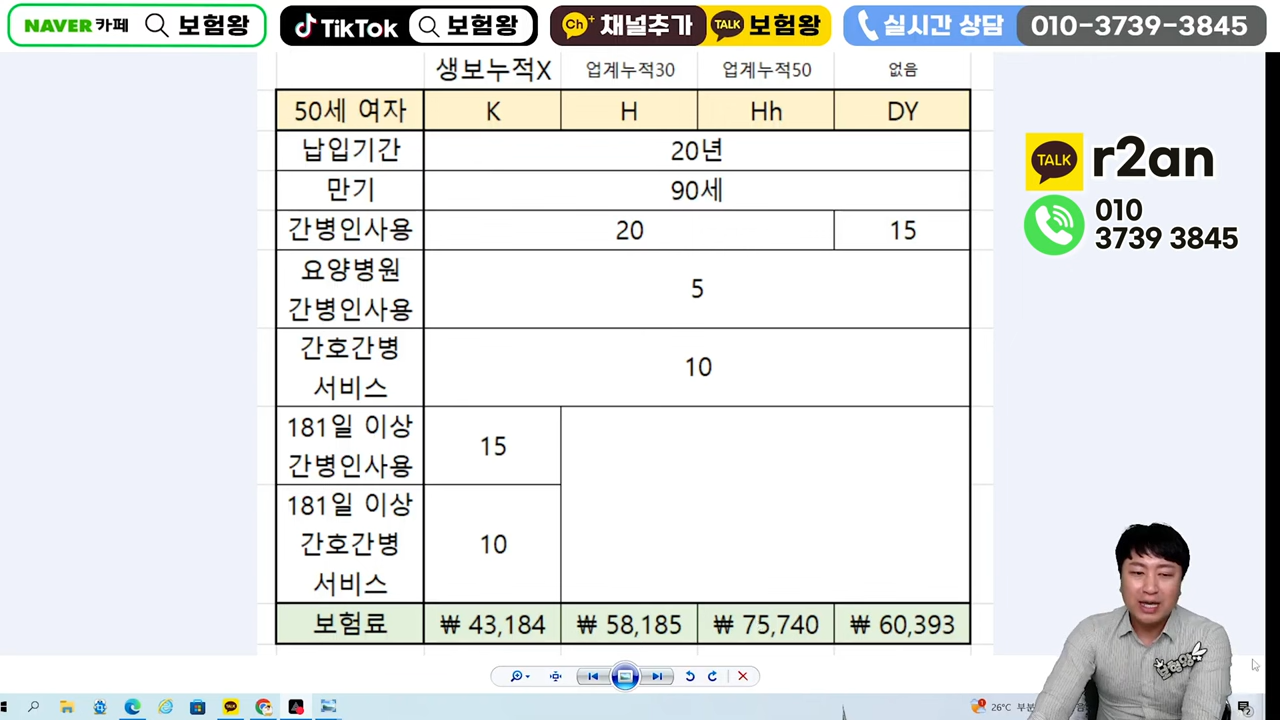 NAVER 카페 보험왕
TikTok 보험왕
Ch+ 채널추가 TALK 보험왕
실시간 상담 010-3739-3845
생보누적X 업계누적30 업계누적50 없음
50세 여자 K H Hh DY
납입기간 20년
만기 90세
간병인사용 20 15
요양병원
간병인사용
5
간호간병
서비스
10
181일 이상
간병인사용
15
181일 이상
간호간병
서비스
10
보험료 ₩ 43,184 ₩ 58,185 ₩ 75,740 ₩ 60,393
TALK r2an
010
3739 3845
보험왕
26°C